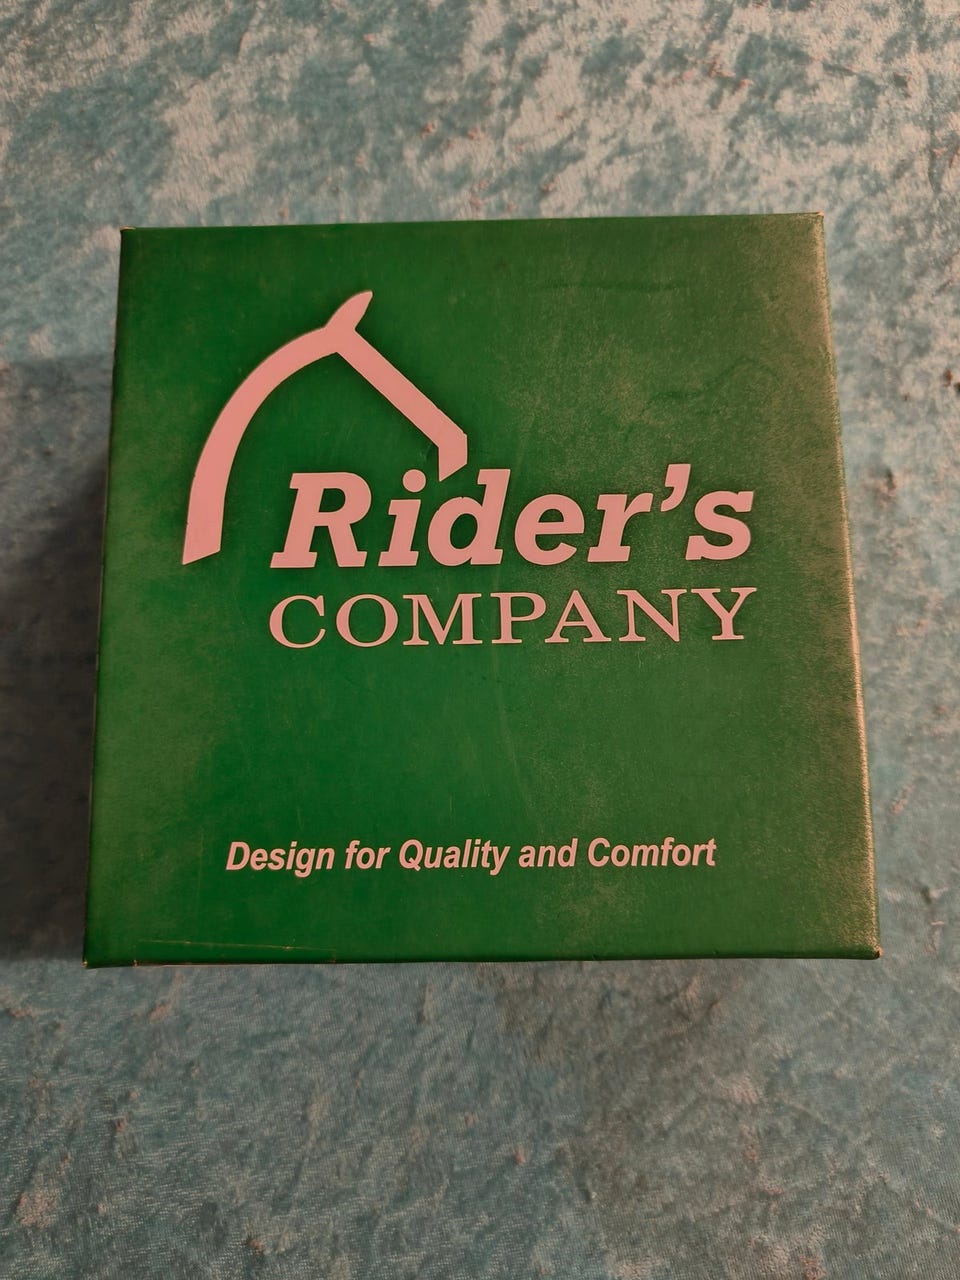 Rider's
COMPANY
Design for Quality and Comfort